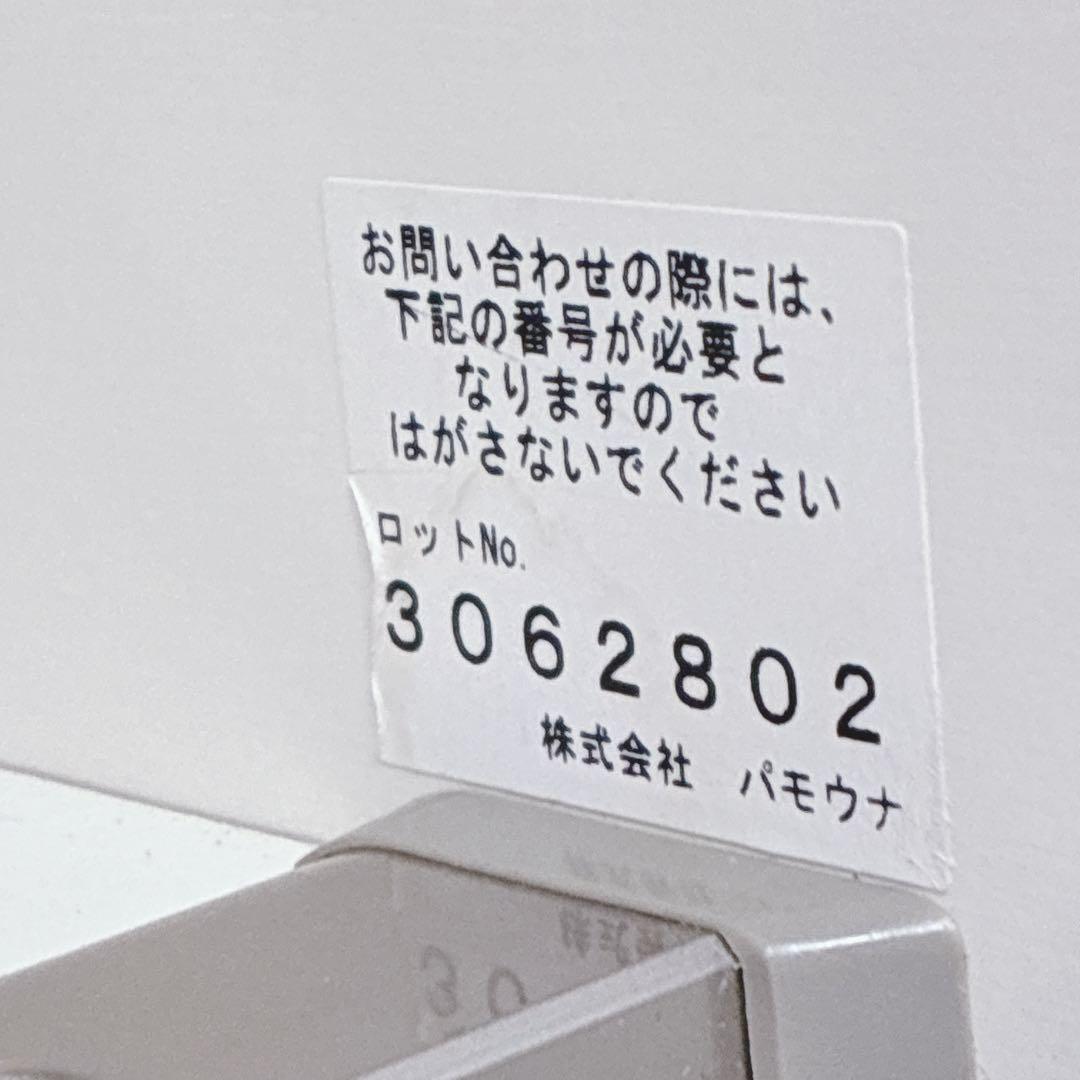 お問い合わせの際には、
下記の番号が必要と
なりますので
はがさないでください
ロットNo.
3062802
株式会社　パモウナ